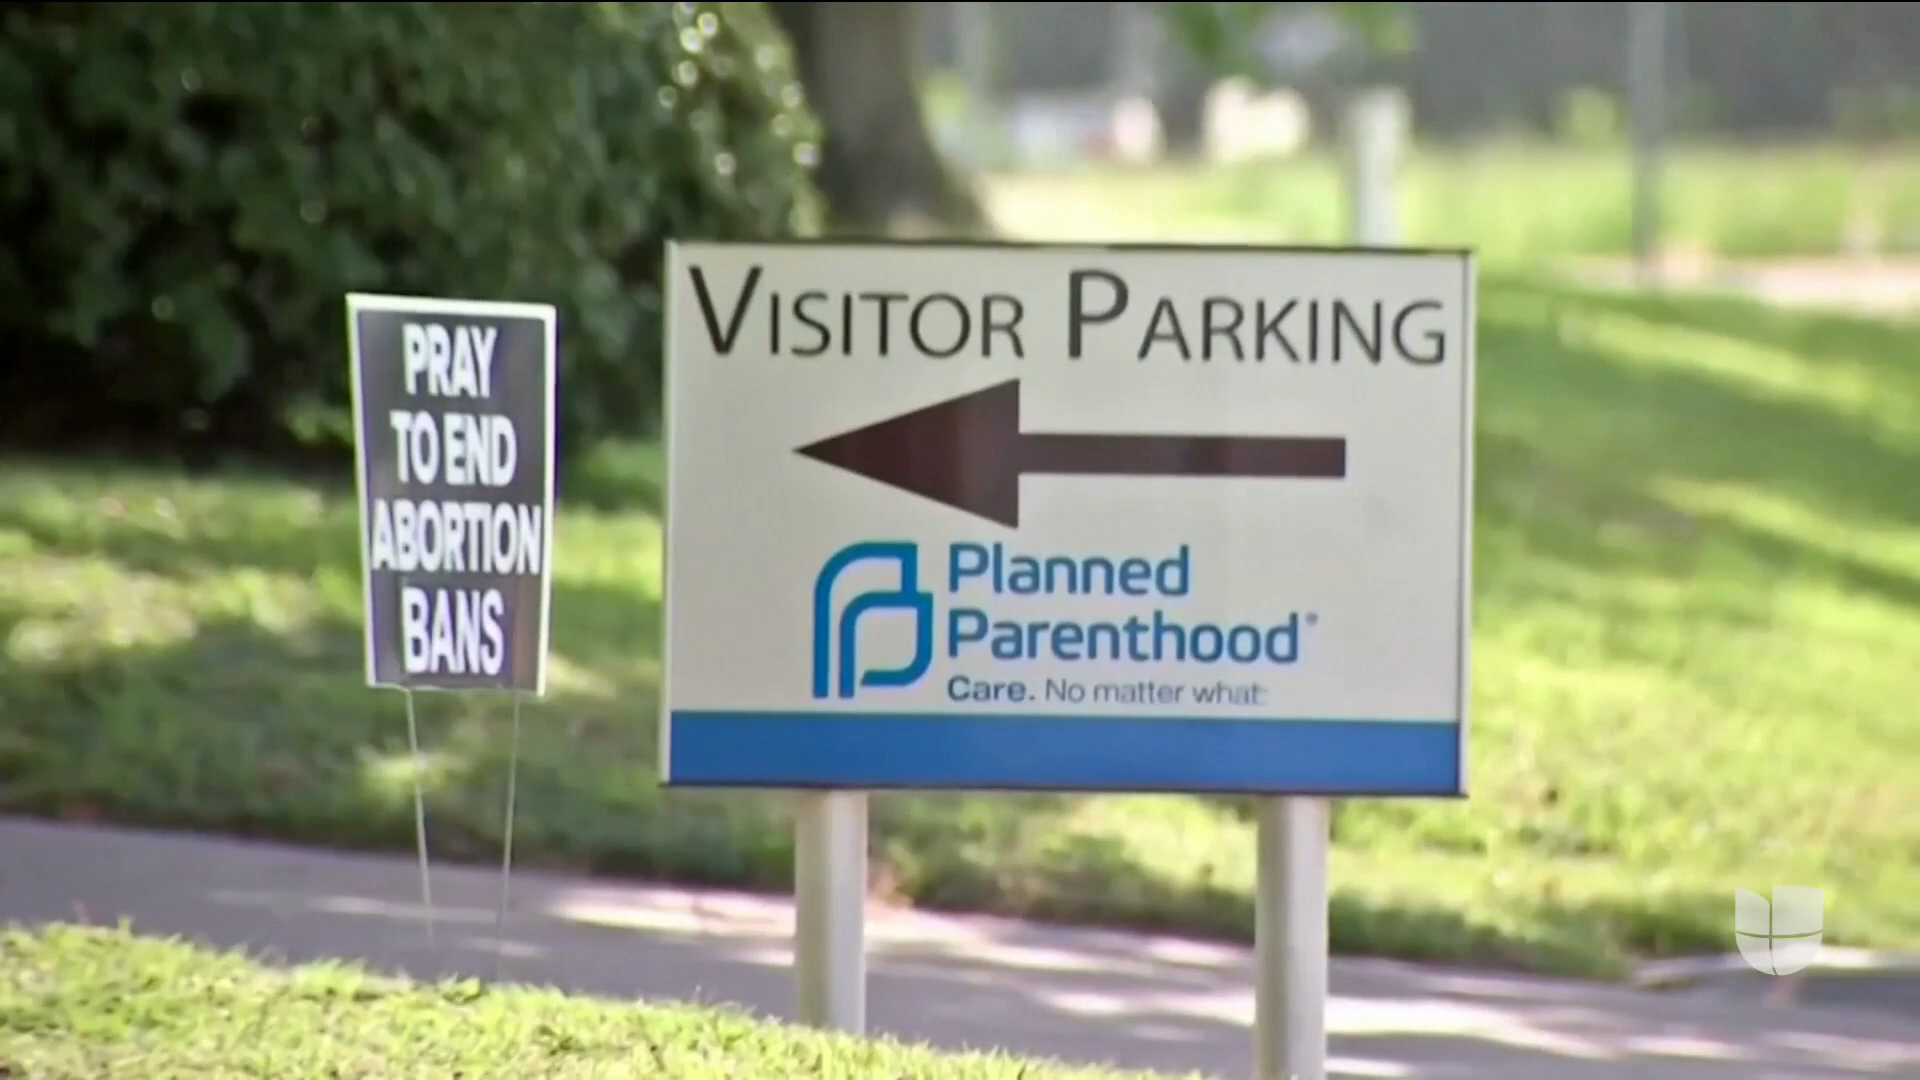 PRAY
TO END
ABORTION
BANS
VISITOR PARKING
Planned
Parenthood®
Care. No matter what.